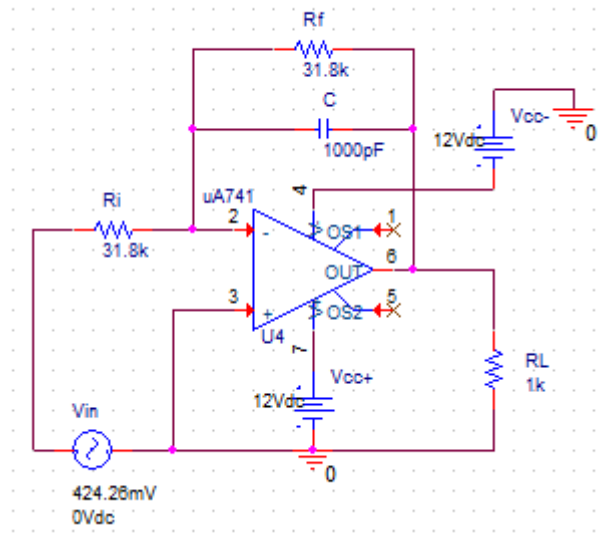 Rf
31.8k
C
1000pF
Vcc-
12Vdc
0
Ri
31.8k
uA741
4
2
-
OS1
1
OUT
6
3
+
OS2
5
U4
7
Vcc+
12Vdc
RL
1k
Vin
0
424.26mV
0Vdc